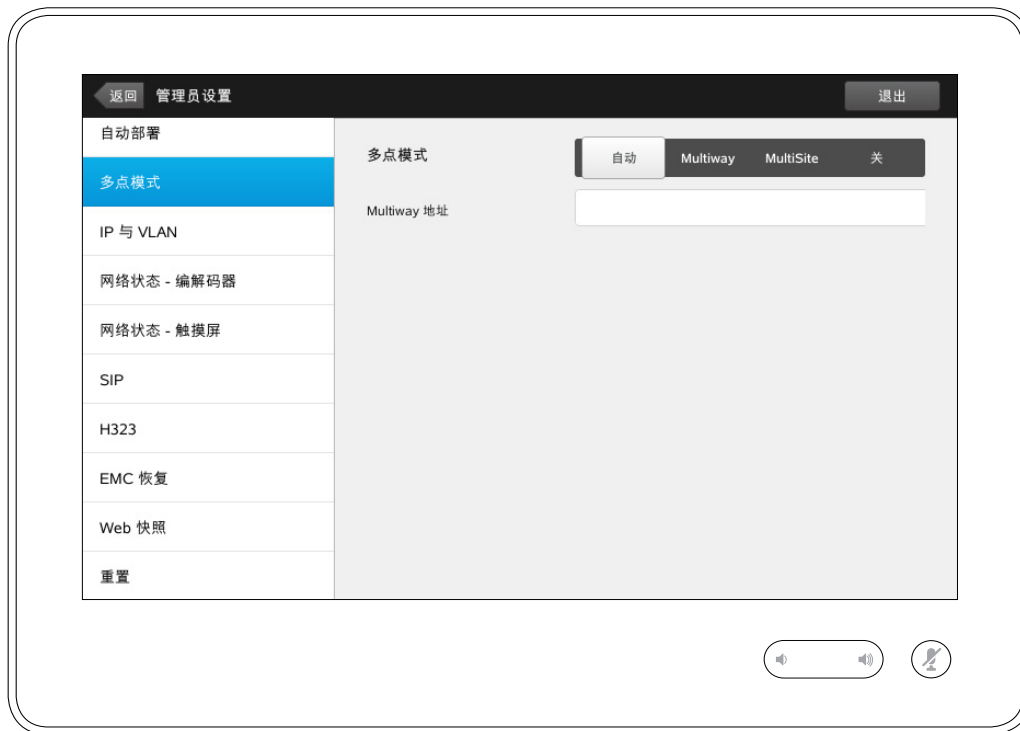 返回 管理员设置 退出
自动部署
多点模式
IP 与 VLAN
网络状态 - 编解码器
网络状态 - 触摸屏
SIP
H323
EMC 恢复
Web 快照
重置
多点模式 自动 Multiway MultiSite 关
Multiway 地址